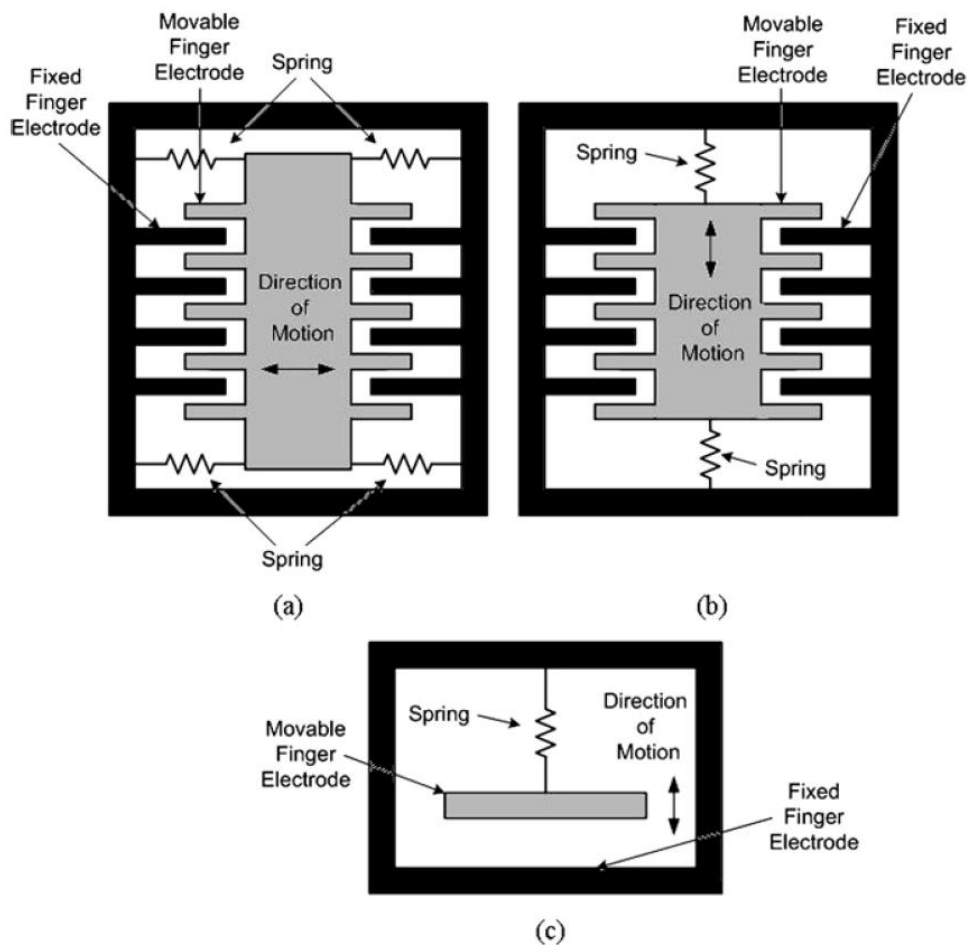 Movable
Finger
Electrode
Spring
Fixed
Finger
Electrode
Direction
of
Motion
Spring
(a)
Movable
Finger
Electrode
Fixed
Finger
Electrode
Spring
Direction
of
Motion
Spring
(b)
Spring
Direction
of
Motion
Movable
Finger
Electrode
Fixed
Finger
Electrode
(c)